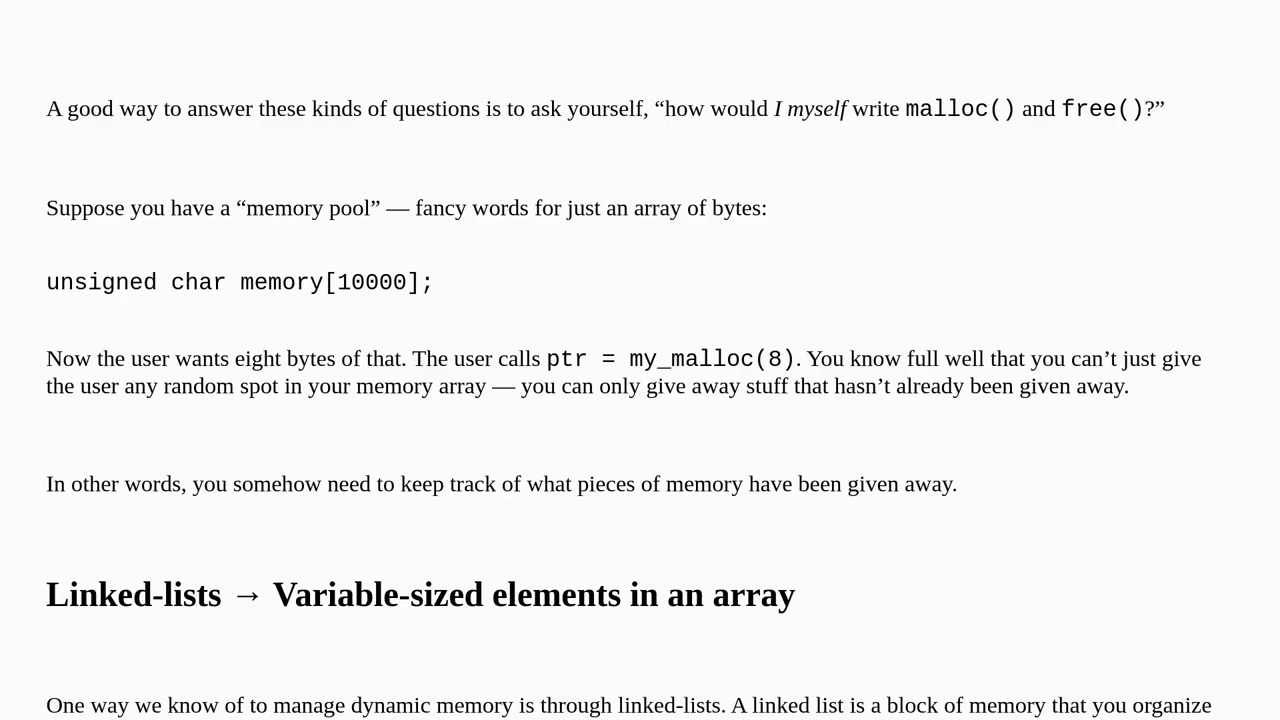 A good way to answer these kinds of questions is to ask yourself, “how would I myself write malloc() and free()?”
Suppose you have a “memory pool” — fancy words for just an array of bytes:
unsigned char memory[10000];
Now the user wants eight bytes of that. The user calls ptr = my_malloc(8). You know full well that you can’t just give
the user any random spot in your memory array — you can only give away stuff that hasn’t already been given away.
In other words, you somehow need to keep track of what pieces of memory have been given away.
Linked-lists → Variable-sized elements in an array
One way we know of to manage dynamic memory is through linked-lists. A linked list is a block of memory that you organize